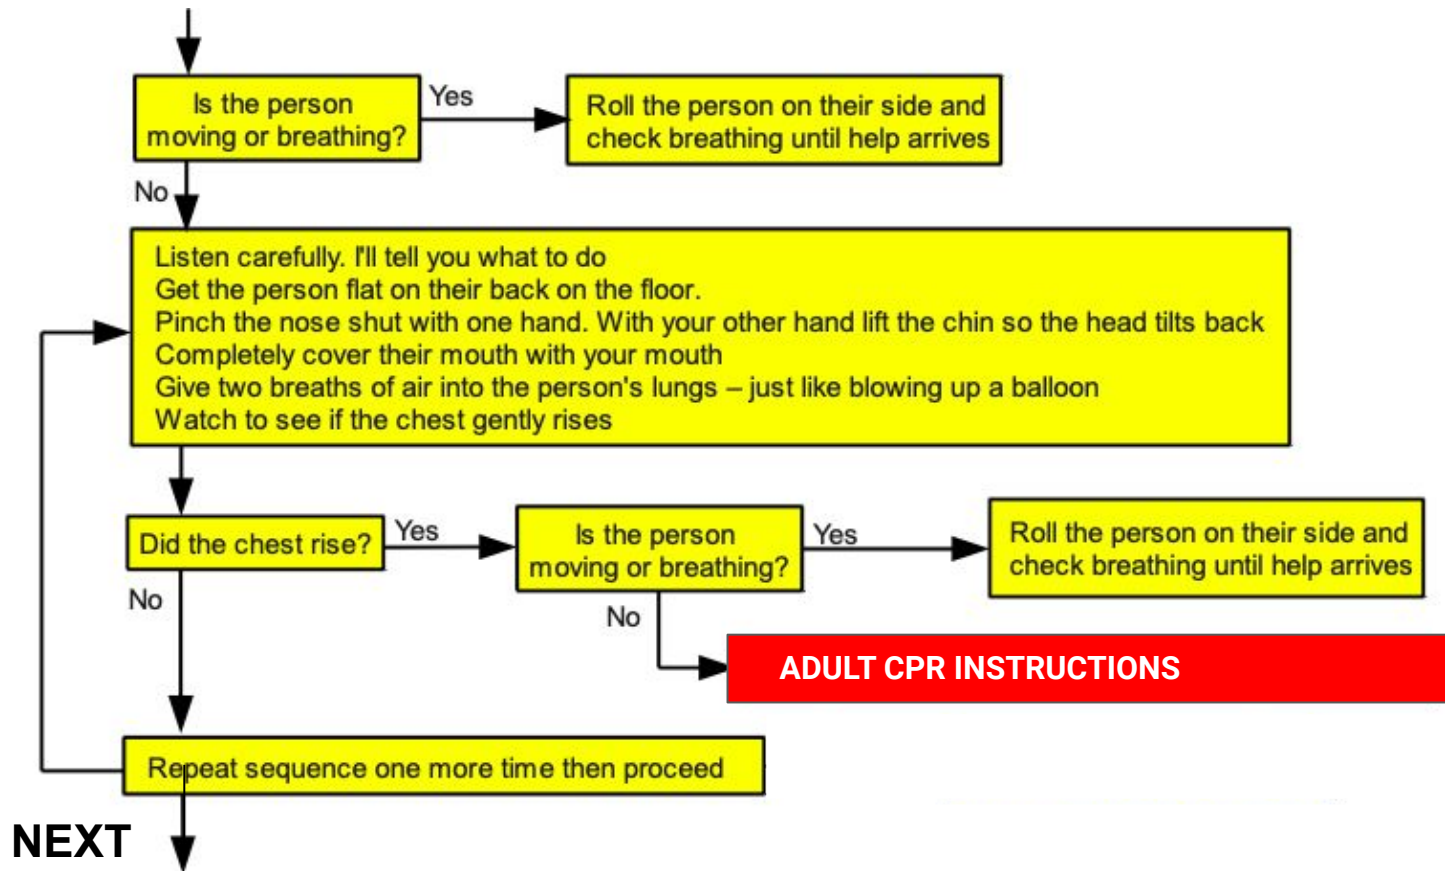 Is the person
moving or breathing?
Yes
Roll the person on their side and
check breathing until help arrives
No
Listen carefully. I'll tell you what to do
Get the person flat on their back on the floor.
Pinch the nose shut with one hand. With your other hand lift the chin so the head tilts back
Completely cover their mouth with your mouth
Give two breaths of air into the person's lungs – just like blowing up a balloon
Watch to see if the chest gently rises
Did the chest rise?
Yes
Is the person
moving or breathing?
Yes
Roll the person on their side and
check breathing until help arrives
No
No
ADULT CPR INSTRUCTIONS
Repeat sequence one more time then proceed
NEXT